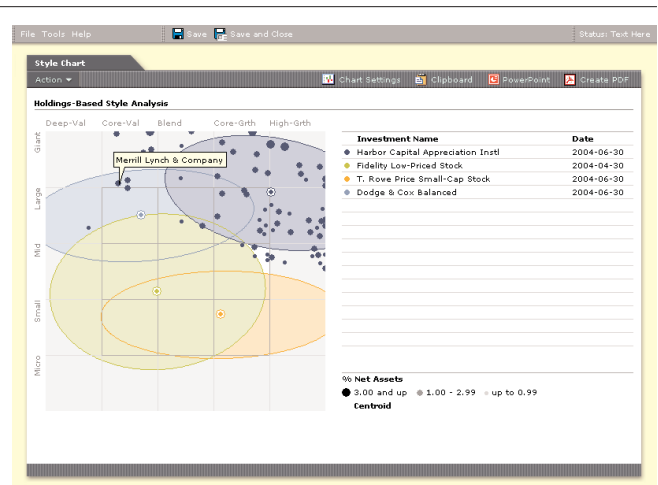 File Tools Help Save Save and Close Status: Text Here
Style Chart
Action Chart Settings Clipboard PowerPoint Create PDF
Holdings-Based Style Analysis
Deep-Val Core-Val Blend Core-Grth High-Grth
Giant
Large
Mid
Small
Micro
Merrill Lynch & Company
Investment Name Date
Harbor Capital Appreciation Instl 2004-06-30
Fidelity Low-Priced Stock 2004-04-30
T. Rowe Price Small-Cap Stock 2004-06-30
Dodge & Cox Balanced 2004-06-30
% Net Assets
3.00 and up 1.00 - 2.99 up to 0.99
Centroid